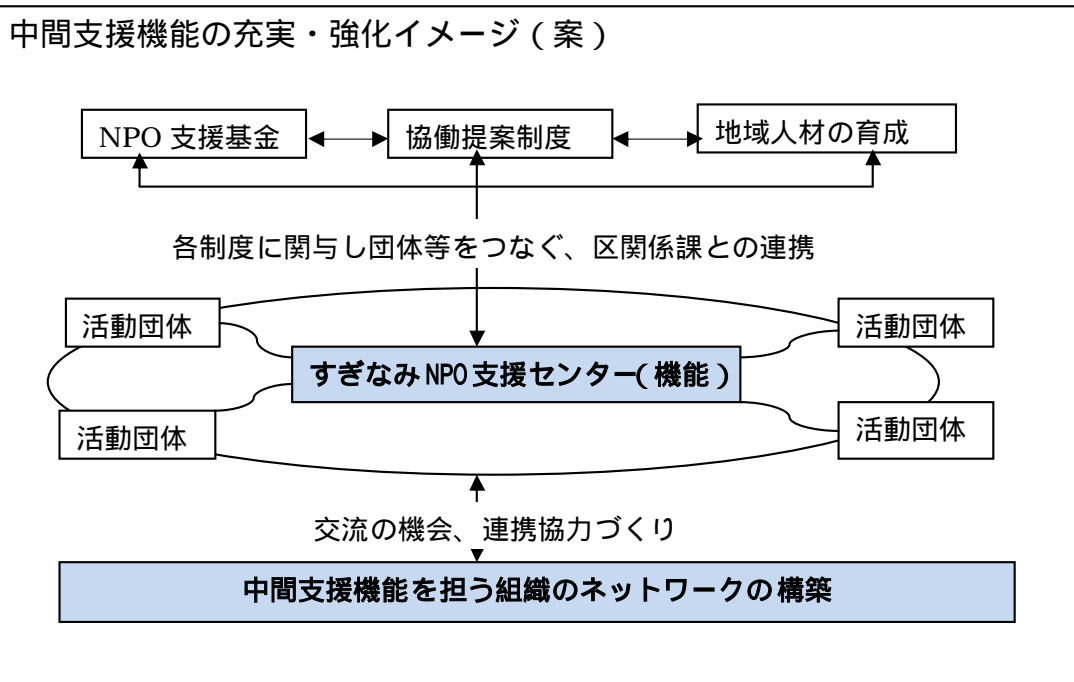 中間支援機能の充実・強化イメージ（案）
NPO 支援基金
協働提案制度
地域人材の育成
各制度に関与し団体等をつなぐ、区関係課との連携
活動団体
活動団体
すぎなみ NPO 支援センター（機能）
活動団体
活動団体
交流の機会、連携協力づくり
中間支援機能を担う組織のネットワークの構築